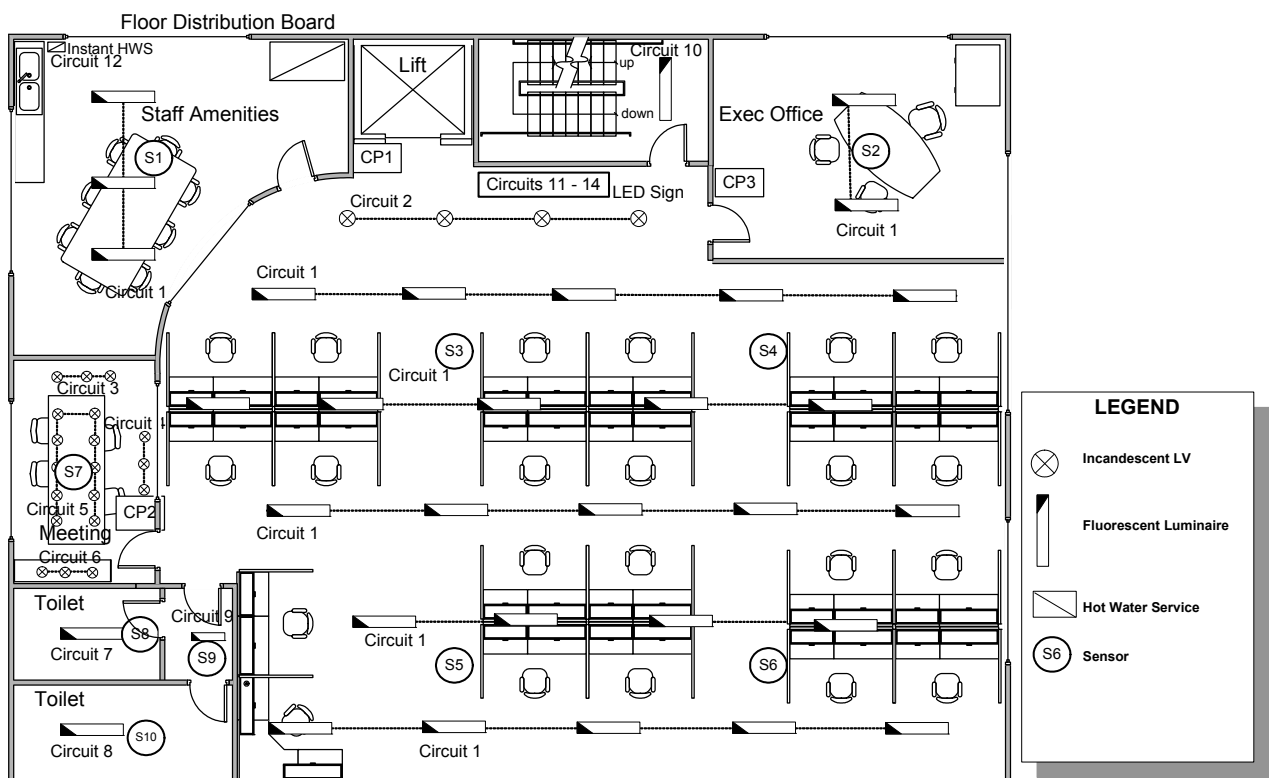 Floor Distribution Board
Instant HWS
Circuit 12
Circuit 10
up
Lift
down
Staff Amenities
Exec Office
S1
S2
CP1
CP3
Circuits 11 - 14
LED Sign
Circuit 2
Circuit 1
Circuit 1
Circuit 1
S3
S4
Circuit 3
Circuit 1
Circuit
S7
Circuit 5
CP2
Circuit 1
Meeting
Circuit 6
Toilet
Circuit 9
S8
Circuit 1
Circuit 7
S9
S5
S6
Toilet
S10
Circuit 8
Circuit 1
LEGEND
Incandescent LV
Fluorescent Luminaire
Hot Water Service
S6
Sensor